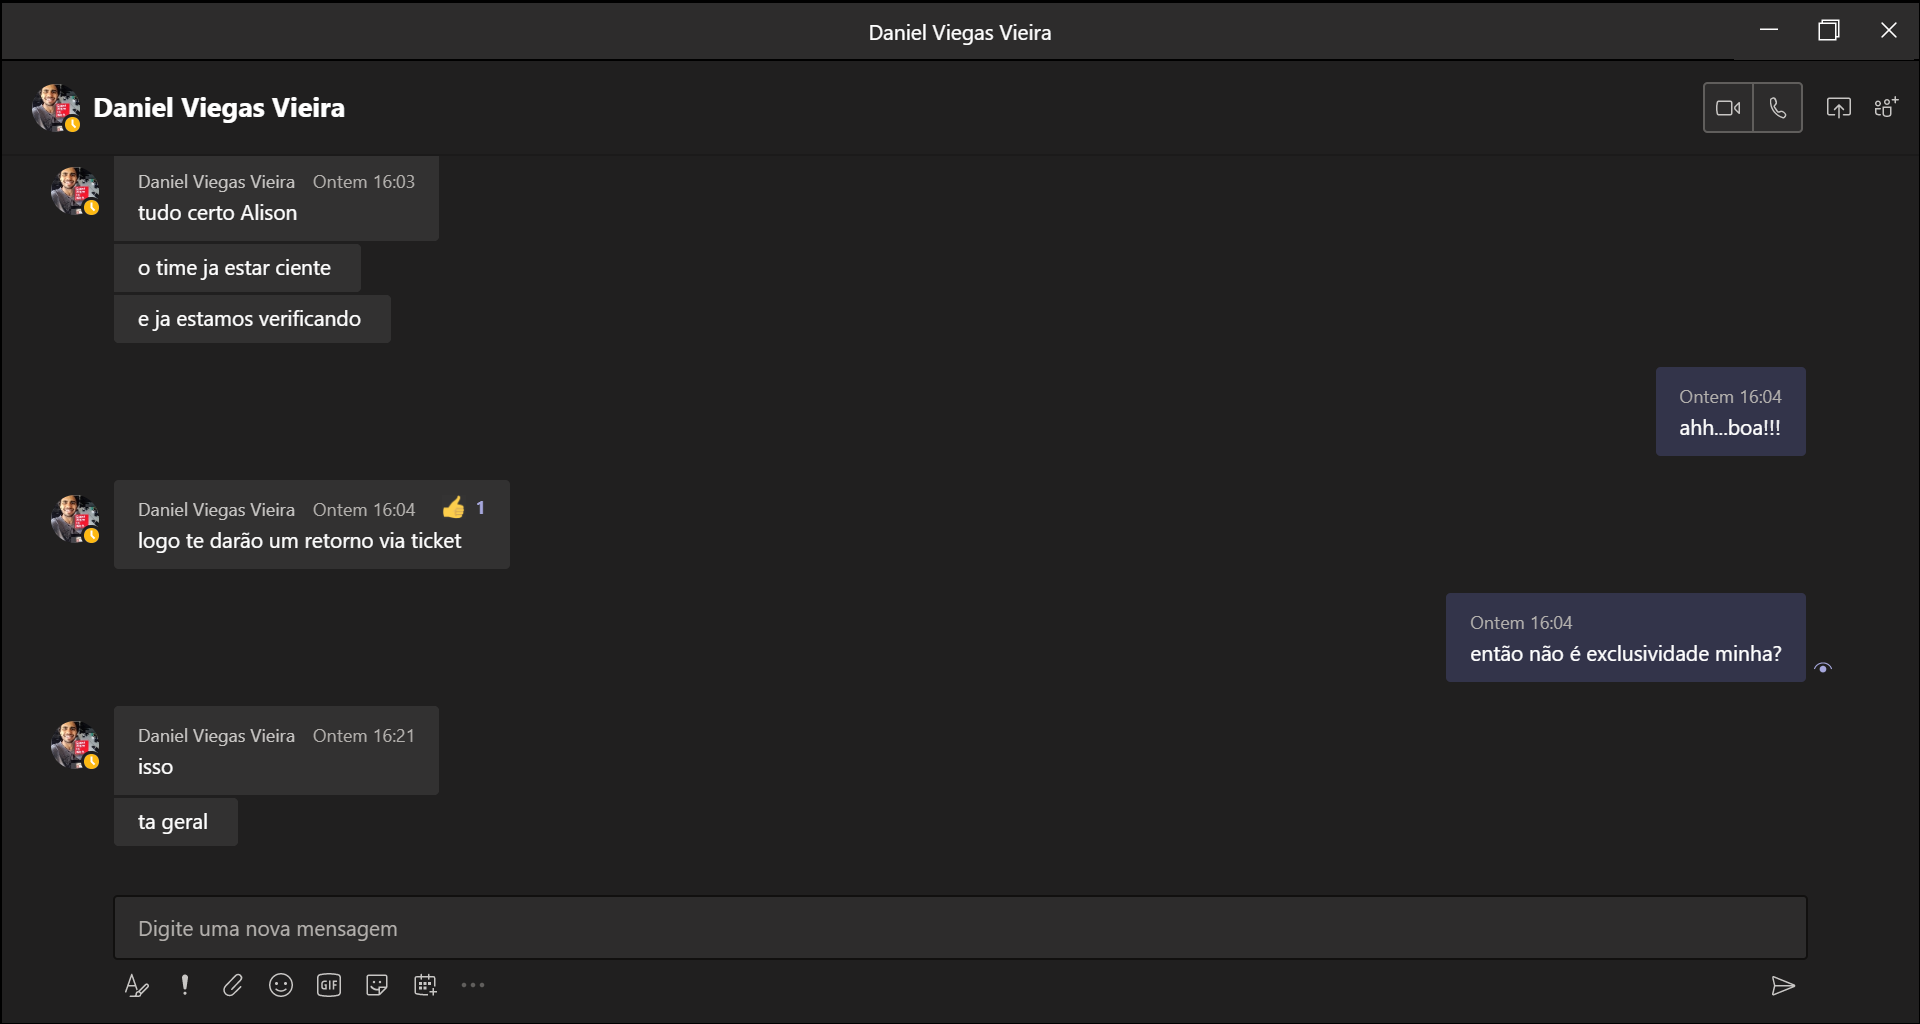 Daniel Viegas Vieira
Daniel Viegas Vieira
Daniel Viegas Vieira Ontem 16:03
tudo certo Alison
o time ja estar ciente
e ja estamos verificando
Ontem 16:04
ahh...boa!!!
Daniel Viegas Vieira Ontem 16:04 👍 1
logo te darão um retorno via ticket
Ontem 16:04
então não é exclusividade minha?
Daniel Viegas Vieira Ontem 16:21
isso
ta geral
Digite uma nova mensagem
GIF